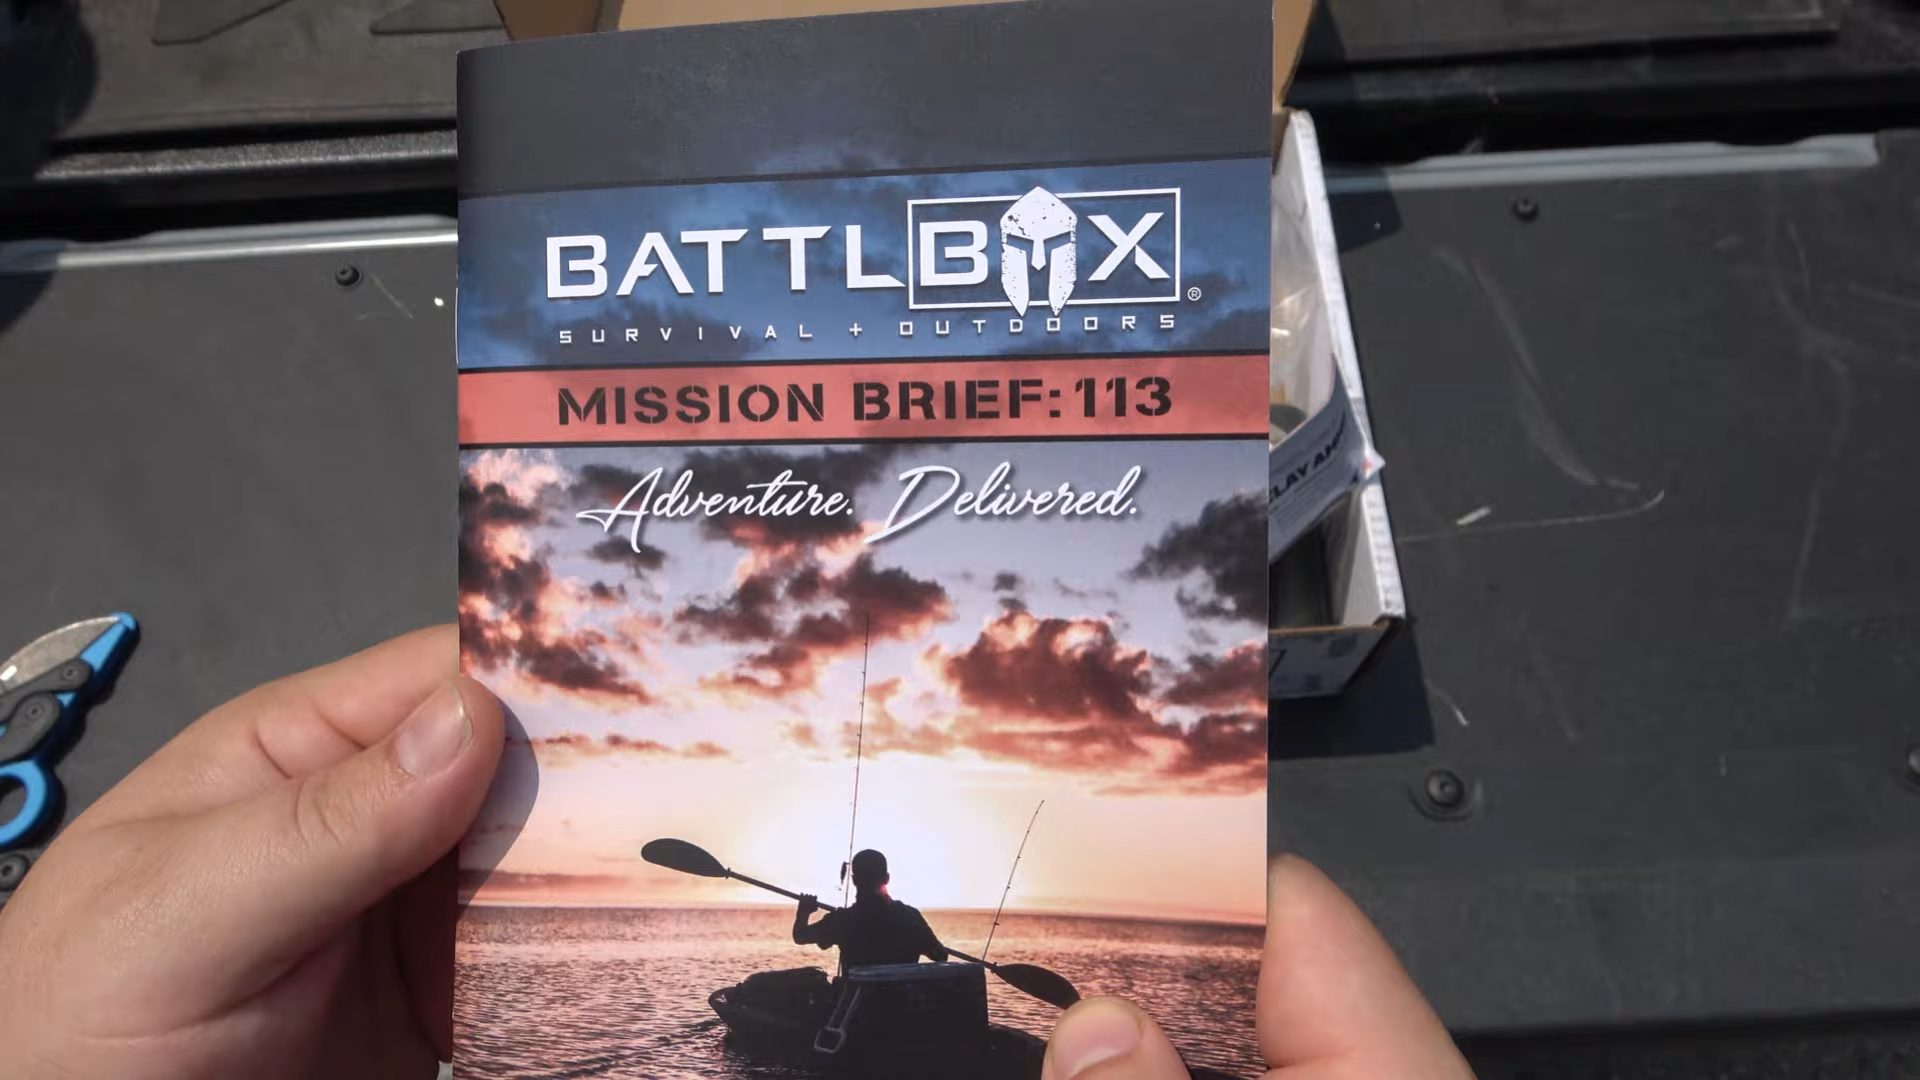 BATTLBOX®
SURVIVAL + OUTDOORS
MISSION BRIEF: 113
Adventure. Delivered.